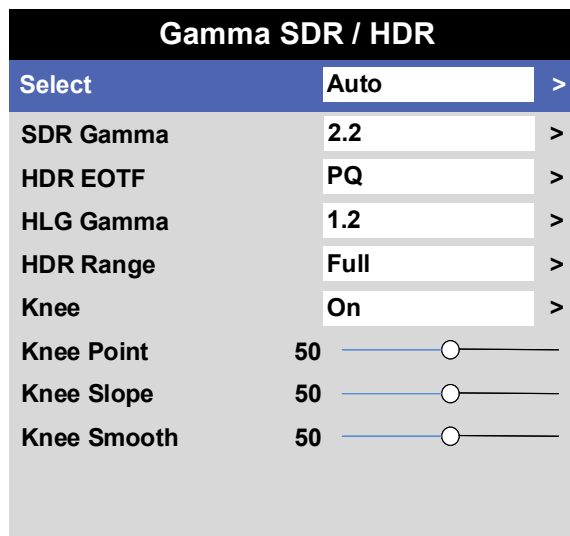 Gamma SDR / HDR
Select Auto >
SDR Gamma 2.2 >
HDR EOTF PQ >
HLG Gamma 1.2 >
HDR Range Full >
Knee On >
Knee Point 50
Knee Slope 50
Knee Smooth 50